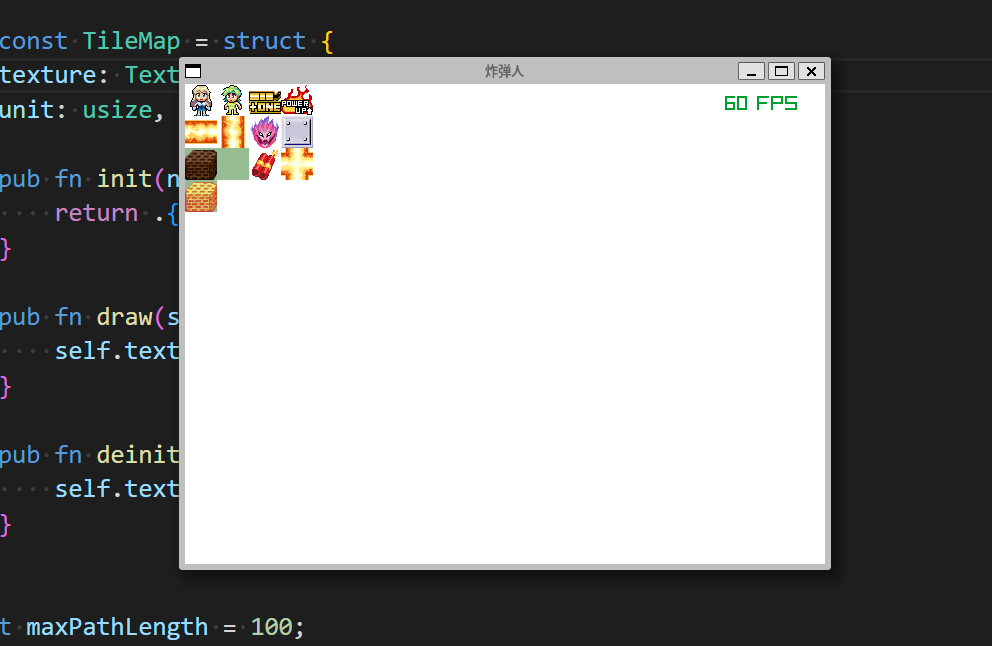 const TileMap = struct {
texture: Text
unit: usize,
炸弹人
60 FPS
BIG
+ONE
POWER
UP!
pub fn init(n
return .{
}
pub fn draw(s
self.text
}
pub fn deinit
self.text
}
t maxPathLength = 100;